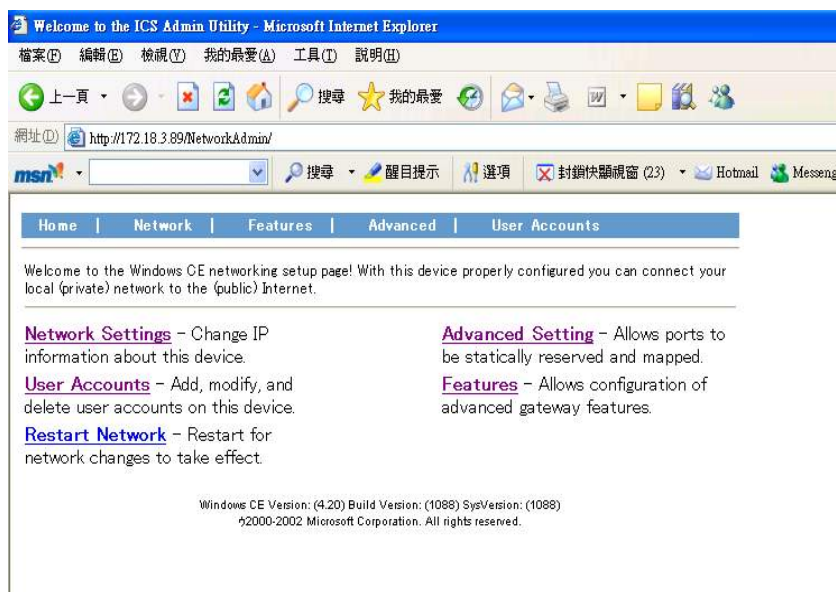 Welcome to the ICS Admin Utility - Microsoft Internet Explorer
檔案(F) 編輯(E) 檢視(V) 我的最愛(A) 工具(T) 說明(H)
上一頁 搜尋 我的最愛
網址(D) http://172.18.3.89/NetworkAdmin/
msn 搜尋 醒目提示 選項 封鎖快顯視窗 (23) Hotmail Messeng
Home | Network | Features | Advanced | User Accounts
Welcome to the Windows CE networking setup page! With this device properly configured you can connect your
local (private) network to the (public) Internet.
Network Settings - Change IP
information about this device.
User Accounts - Add, modify, and
delete user accounts on this device.
Restart Network - Restart for
network changes to take effect.
Advanced Setting - Allows ports to
be statically reserved and mapped.
Features - Allows configuration of
advanced gateway features.
Windows CE Version: (4.20) Build Version: (1088) SysVersion: (1088)
2000-2002 Microsoft Corporation. All rights reserved.